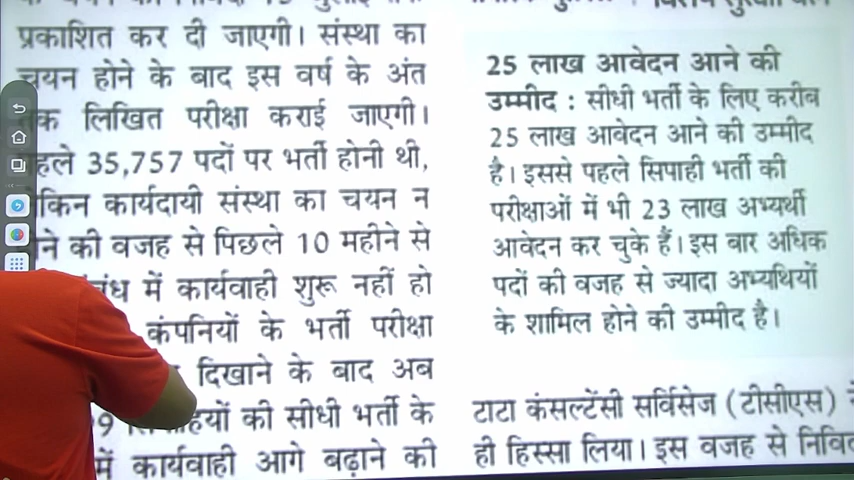 प्रकाशित कर दी जाएगी। संस्था का
चयन होने के बाद इस वर्ष के अंत
तक लिखित परीक्षा कराई जाएगी।
पहले 35,757 पदों पर भर्ती होनी थी,
कार्यदायी संस्था का चयन न
की वजह से पिछले 10 महीने से
में कार्यवाही शुरू नहीं हो
कंपनियों के भर्ती परीक्षा
दिखाने के बाद अब
की सीधी भर्ती के
में कार्यवाही आगे बढ़ाने की
25 लाख आवेदन आने की
उम्मीद : सीधी भर्ती के लिए करीब
25 लाख आवेदन आने की उम्मीद
है। इससे पहले सिपाही भर्ती की
परीक्षाओं में भी 23 लाख अभ्यर्थी
आवेदन कर चुके हैं। इस बार अधिक
पदों की वजह से ज्यादा अभ्यथियों
के शामिल होने की उम्मीद है।
टाटा कंसल्टेंसी सर्विसेज (टीसीएस)
ही हिस्सा लिया। इस वजह से